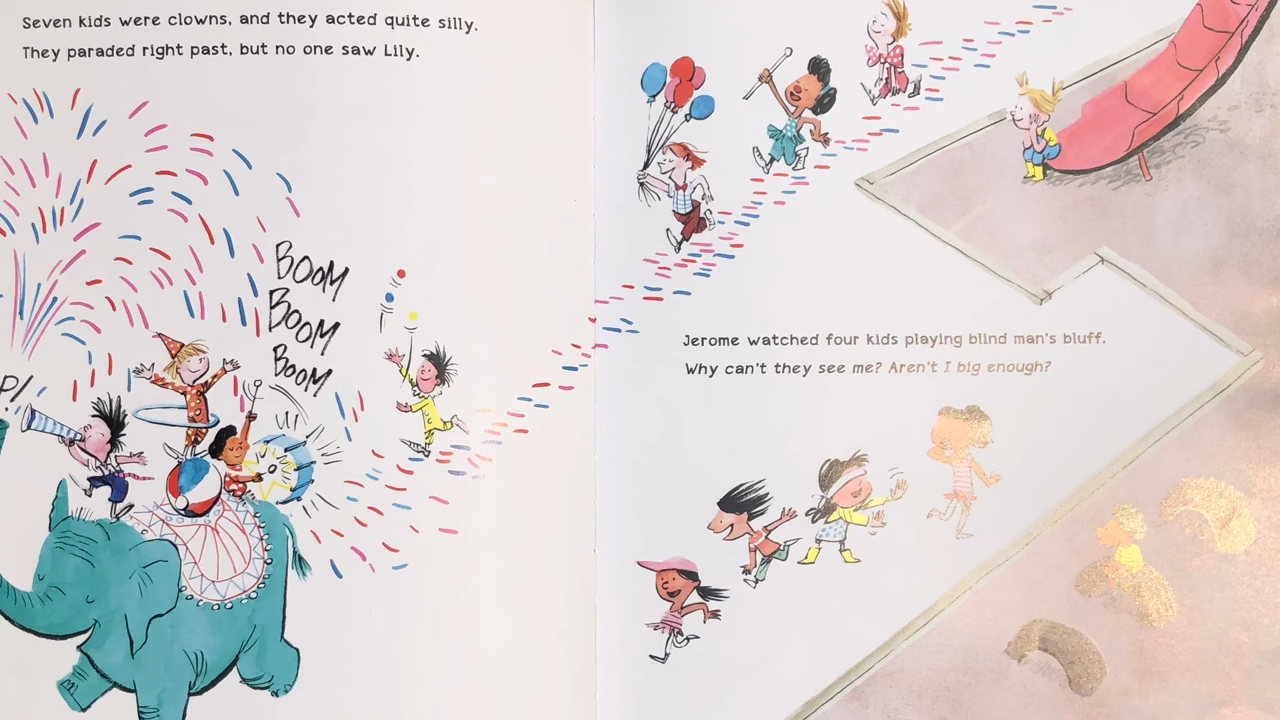 Seven kids were clowns, and they acted quite silly.
They paraded right past, but no one saw Lily.
BOOM
BOOM
BOOM
P!
Jerome watched four kids playing blind man's bluff.
Why can't they see me? Aren't I big enough?